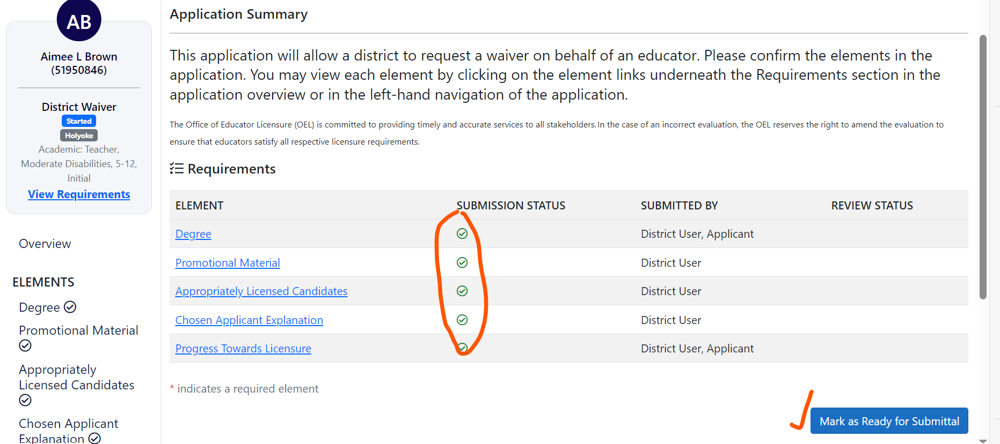 AB
Aimee L Brown
(51950846)
District Waiver
Started
Holyoke
Academic: Teacher,
Moderate Disabilities, 5-12,
Initial
View Requirements
Overview
ELEMENTS
Degree
Promotional Material
Appropriately
Licensed Candidates
Chosen Applicant
Explanation
Application Summary
This application will allow a district to request a waiver on behalf of an educator. Please confirm the elements in the
application. You may view each element by clicking on the element links underneath the Requirements section in the
application overview or in the left-hand navigation of the application.
The Office of Educator Licensure (OEL) is committed to providing timely and accurate services to all stakeholders. In the case of an incorrect evaluation, the OEL reserves the right to amend the evaluation to
ensure that educators satisfy all respective licensure requirements.
Requirements
ELEMENT SUBMISSION STATUS SUBMITTED BY REVIEW STATUS
Degree District User, Applicant
Promotional Material District User
Appropriately Licensed Candidates District User
Chosen Applicant Explanation District User
Progress Towards Licensure District User, Applicant
* indicates a required element
Mark as Ready for Submittal